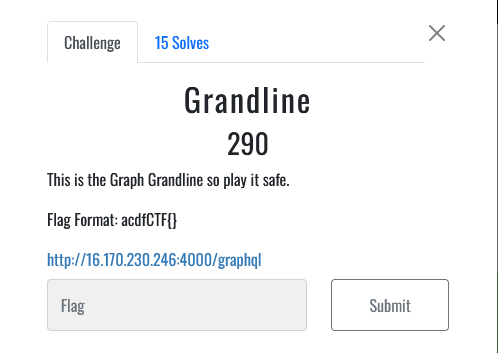 Challenge
15 Solves
Grandline
290
This is the Graph Grandline so play it safe.
Flag Format: acdfCTF{}
http://16.170.230.246:4000/graphql
Flag
Submit